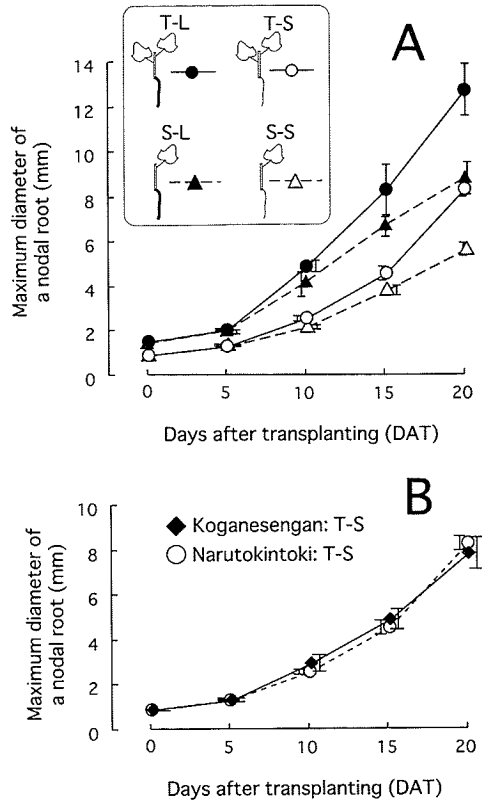 T-L T-S
S-L S-S
A
14
12
10
8
6
4
2
0
Maximum diameter of
a nodal root (mm)
0 5 10 15 20
Days after transplanting (DAT)
B
Koganesengan: T-S
Narutokintoki: T-S
10
8
6
4
2
0
Maximum diameter of
a nodal root (mm)
0 5 10 15 20
Days after transplanting (DAT)